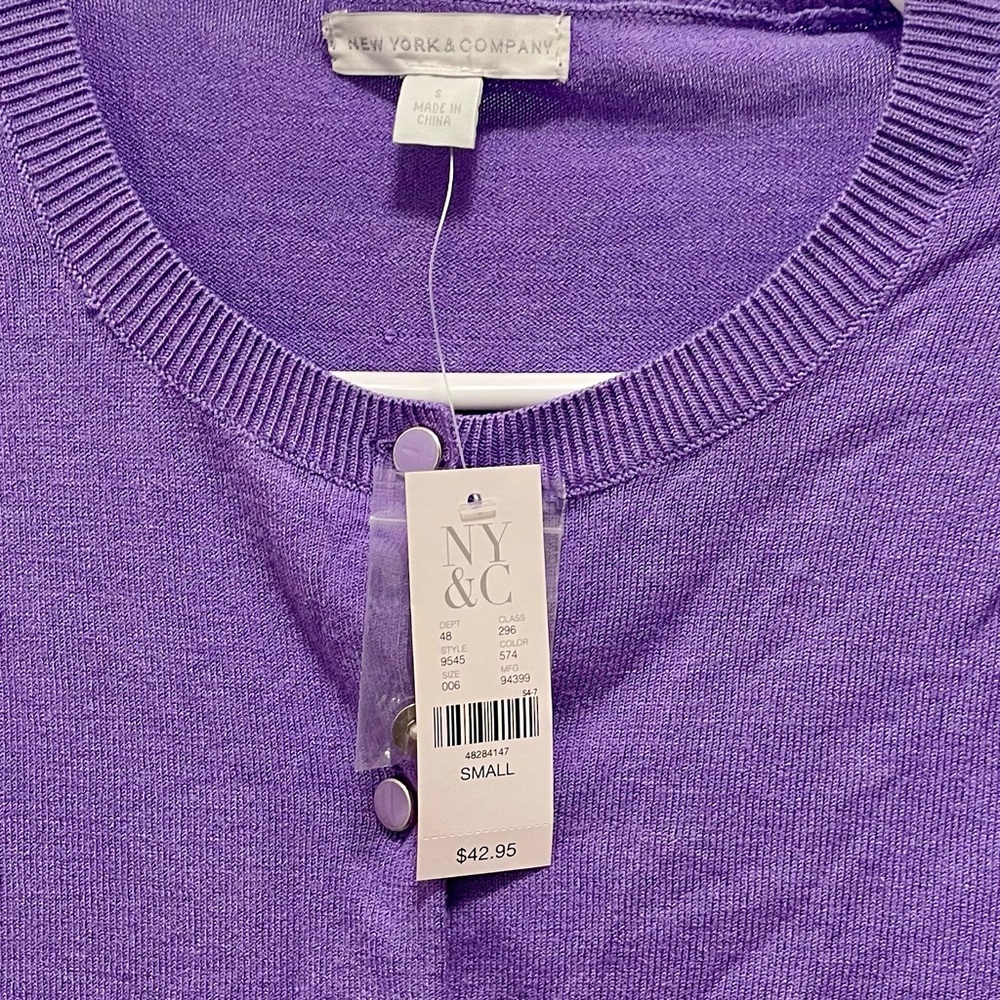 NEW YORK & COMPANY
S
MADE IN
CHINA
NY
&C
DEPT CLASS
48 296
STYLE COLOR
9545 574
SIZE MFG
006 94399
S4-7
48284147
SMALL
$42.95